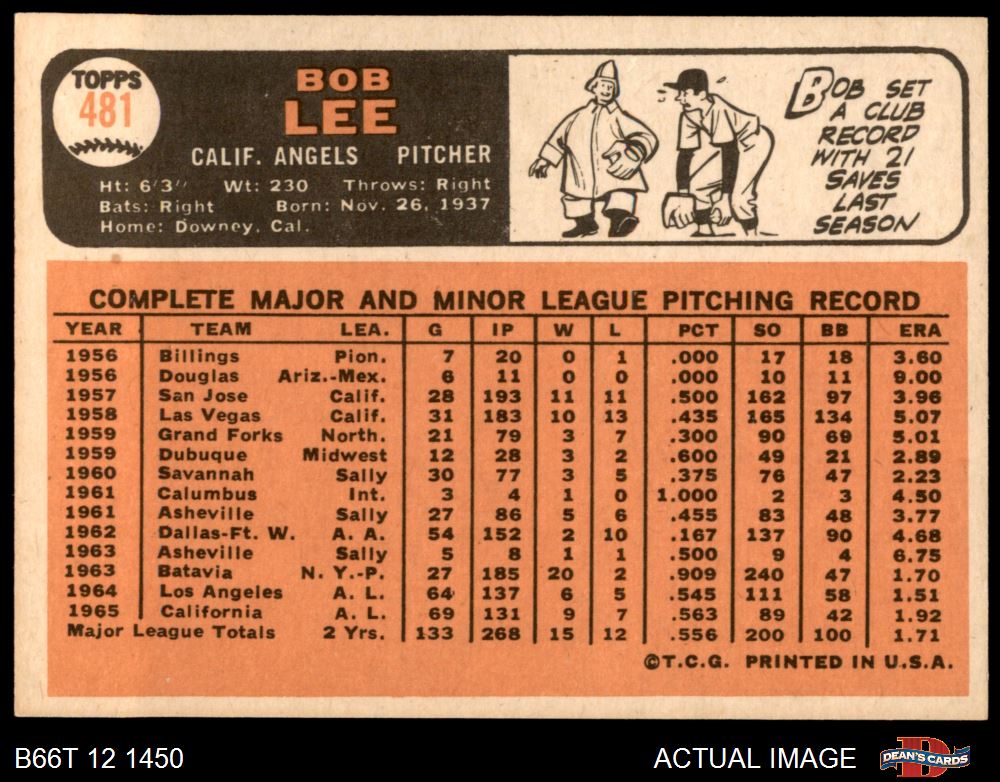 TOPPS
481
BOB
LEE
CALIF. ANGELS PITCHER
Ht: 6'3" Wt: 230 Throws: Right
Bats: Right Born: Nov. 26, 1937
Home: Downey, Cal.
BOB SET
A CLUB
RECORD
WITH 21
SAVES
LAST
SEASON
COMPLETE MAJOR AND MINOR LEAGUE PITCHING RECORD
YEAR TEAM LEA. G IP W L PCT SO BB ERA
1956 Billings Pion. 7 20 0 1 .000 17 18 3.60
1956 Douglas Ariz.-Mex. 6 11 0 0 .000 10 11 9.00
1957 San Jose Calif. 28 193 11 11 .500 162 97 3.96
1958 Las Vegas Calif. 31 183 10 13 .435 165 134 5.07
1959 Grand Forks North. 21 79 3 7 .300 90 69 5.01
1959 Dubuque Midwest 12 28 3 2 .600 49 21 2.89
1960 Savannah Sally 30 77 3 5 .375 76 47 2.23
1961 Calumbus Int. 3 4 1 0 1.000 2 3 4.50
1961 Asheville Sally 27 86 5 6 .455 83 48 3.77
1962 Dallas-Ft. W. A. A. 54 152 2 10 .167 137 90 4.68
1963 Asheville Sally 5 8 1 1 .500 9 4 6.75
1963 Batavia N. Y.-P. 27 185 20 2 .909 240 47 1.70
1964 Los Angeles A. L. 64 137 6 5 .545 111 58 1.51
1965 California A. L. 69 131 9 7 .563 89 42 1.92
Major League Totals 2 Yrs. 133 268 15 12 .556 200 100 1.71
©T.C.G. PRINTED IN U.S.A.
B66T 12 1450
ACTUAL IMAGE
DEAN'S CARDS